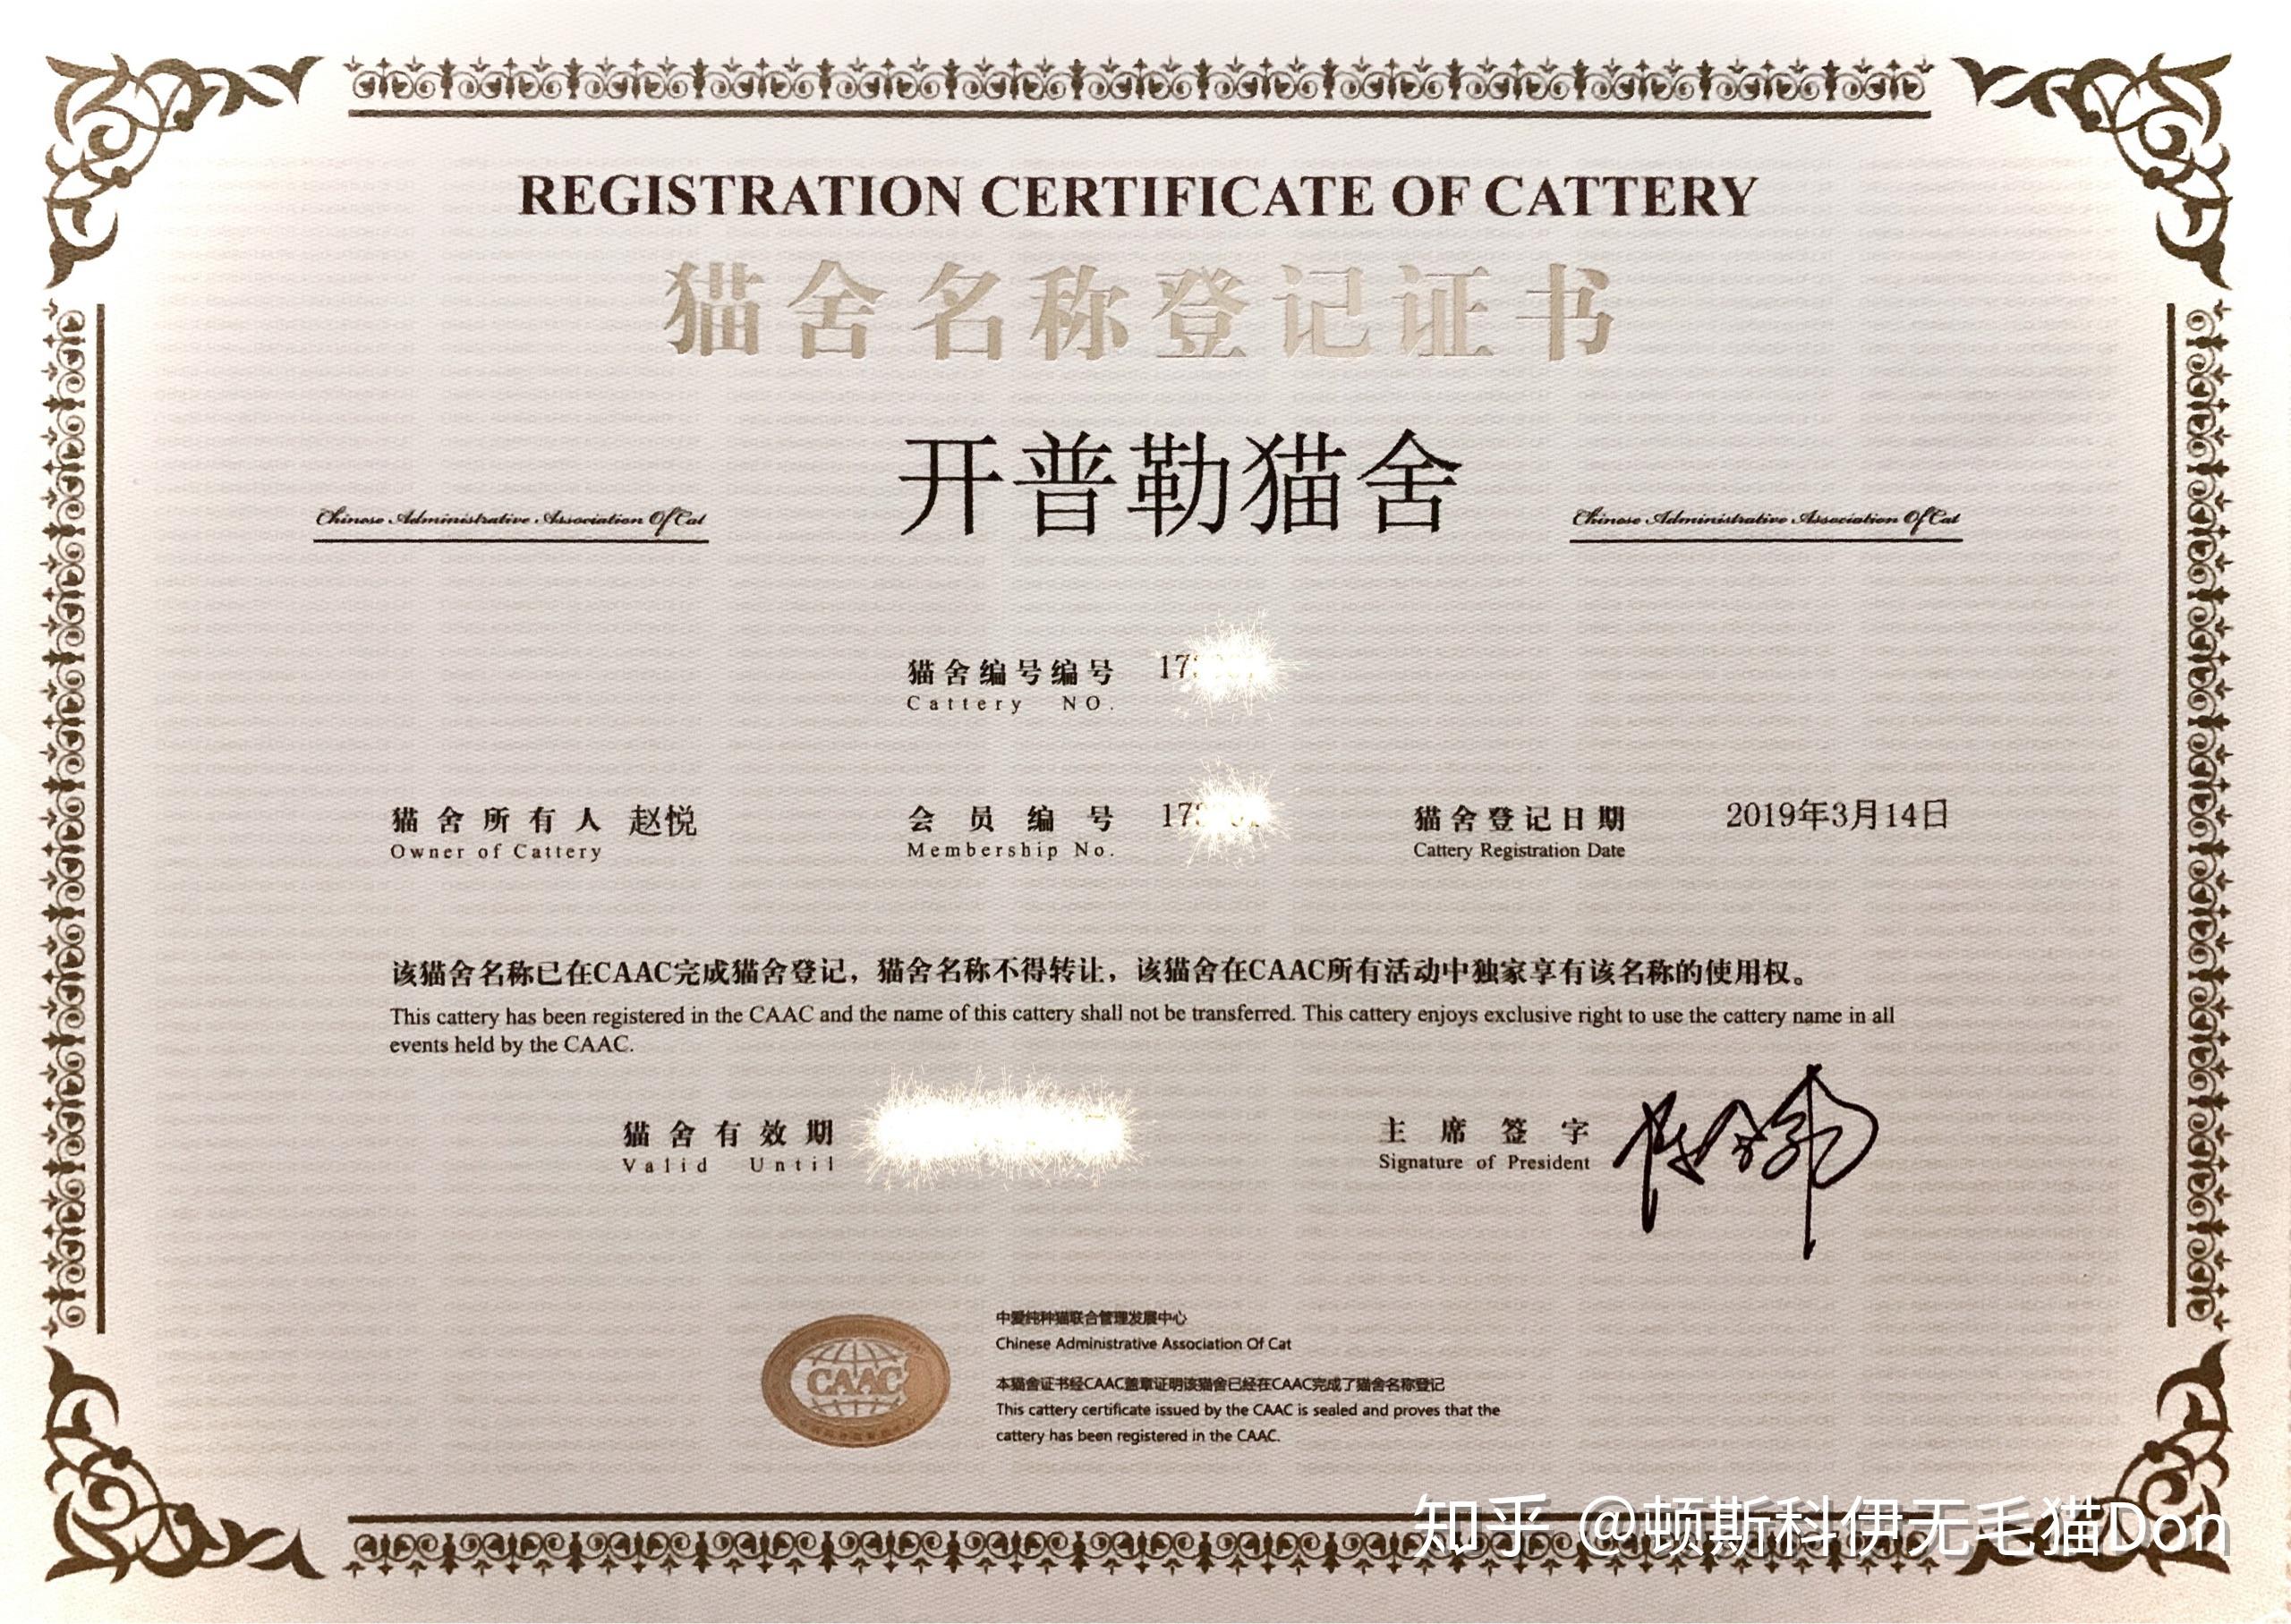 REGISTRATION CERTIFICATE OF CATTERY
猫舍名称登记证书
开普勒猫舍
Chinese Administrative Association Of Cat
Chinese Administrative Association Of Cat
猫舍编号编号 17
Cattery NO.
猫舍所有人 赵悦
Owner of Cattery
会员编号 17
Membership No.
猫舍登记日期 2019年3月14日
Cattery Registration Date
该猫舍名称已在CAAC完成猫舍登记，猫舍名称不得转让，该猫舍在CAAC所有活动中独家享有该名称的使用权。
This cattery has been registered in the CAAC and the name of this cattery shall not be transferred. This cattery enjoys exclusive right to use the cattery name in all
events held by the CAAC.
猫舍有效期
Valid Until
主席签字
Signature of President
CAAC
中爱纯种猫联合管理发展中心
Chinese Administrative Association Of Cat
本猫舍证书经CAAC盖章证明该猫舍已经在CAAC完成了猫舍名称登记
This cattery certificate issued by the CAAC is sealed and proves that the
cattery has been registered in the CAAC.
知乎 @顿斯科伊无毛猫Don